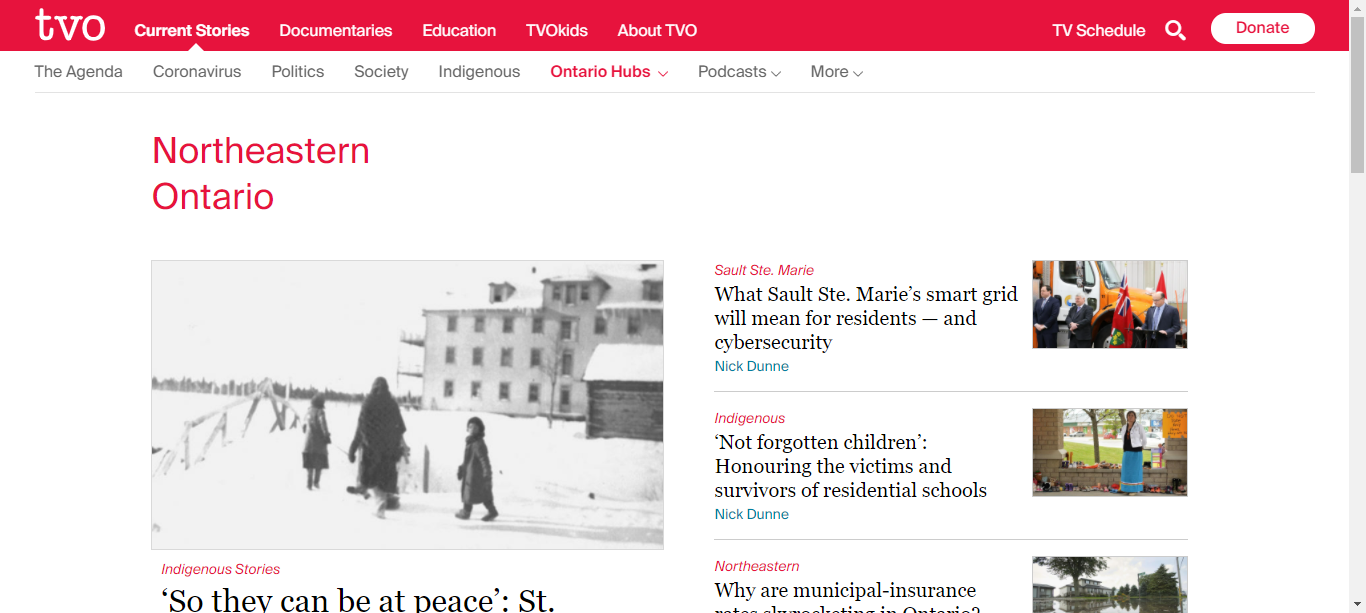 tvo
Current Stories
Documentaries
Education
TVOkids
About TVO
TV Schedule
Donate
The Agenda
Coronavirus
Politics
Society
Indigenous
Ontario Hubs
Podcasts
More
Northeastern
Ontario
Indigenous Stories
‘So they can be at peace’: St.
Sault Ste. Marie
What Sault Ste. Marie’s smart grid
will mean for residents — and
cybersecurity
Nick Dunne
Indigenous
‘Not forgotten children’:
Honouring the victims and
survivors of residential schools
Nick Dunne
Northeastern
Why are municipal-insurance
rates skyrocketing in Ontario?